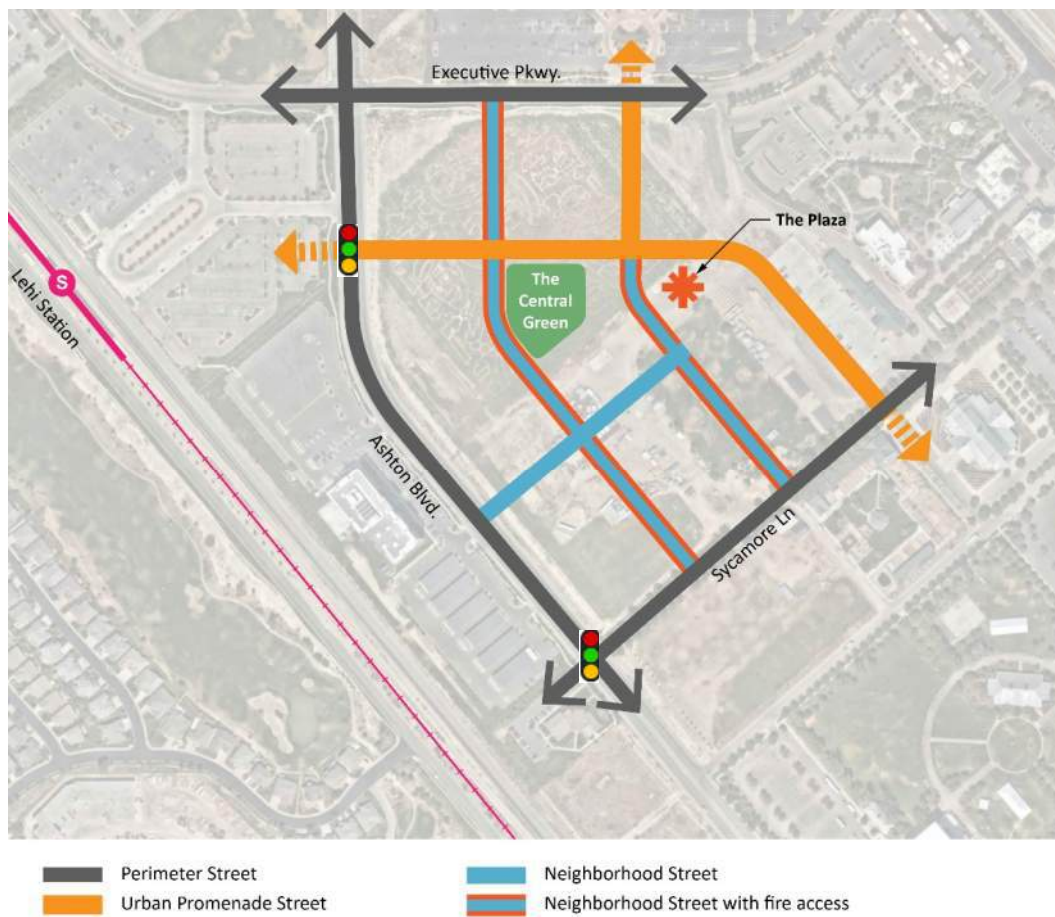 Executive Pkwy.
The Plaza
S
Lehi Station
The
Central
Green
Ashton Blvd.
Sycamore Ln
Perimeter Street
Neighborhood Street
Urban Promenade Street
Neighborhood Street with fire access